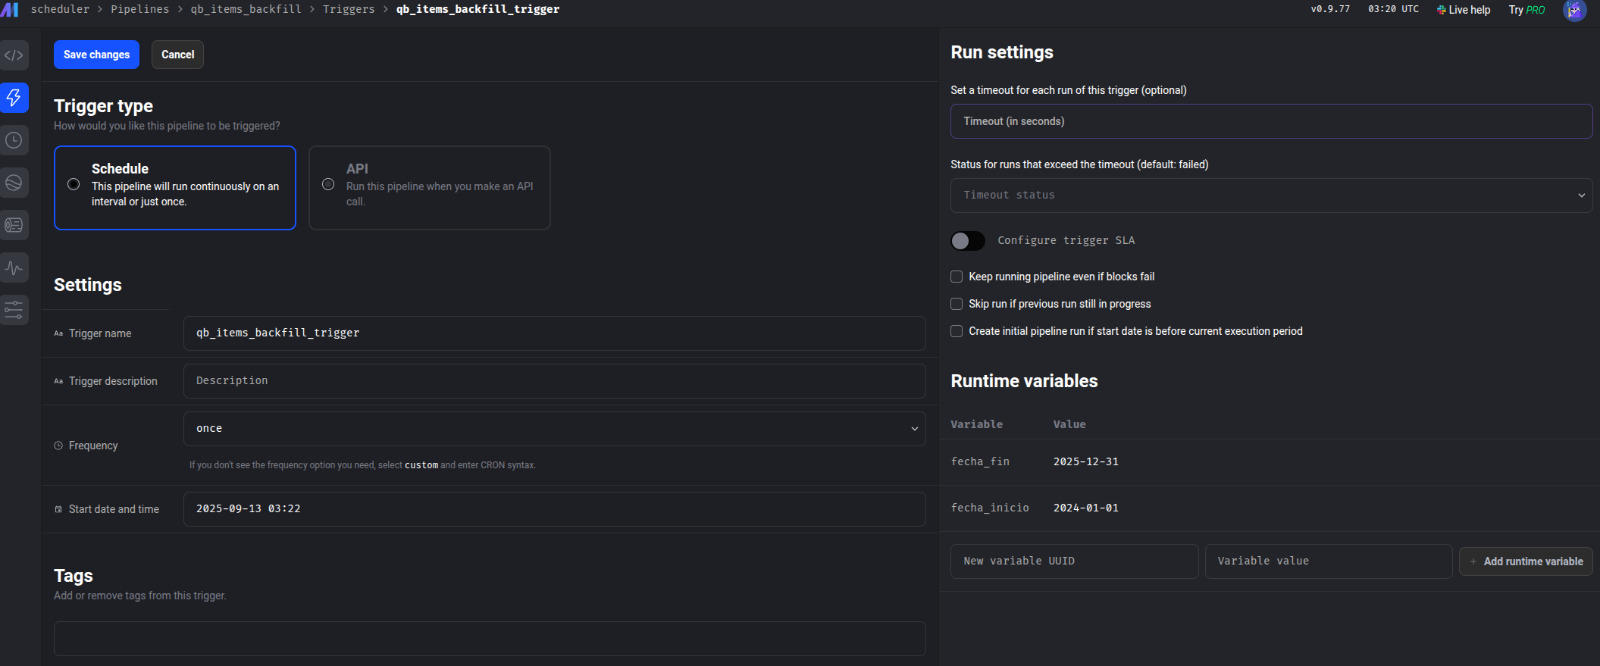 scheduler > Pipelines > qb_items_backfill > Triggers > qb_items_backfill_trigger
v0.9.77 03:20 UTC Live help Try PRO
Save changes Cancel
Trigger type
How would you like this pipeline to be triggered?
Schedule
This pipeline will run continuously on an
interval or just once.
API
Run this pipeline when you make an API
call.
Settings
Aa Trigger name qb_items_backfill_trigger
Aa Trigger description Description
Frequency once
If you don't see the frequency option you need, select custom and enter CRON syntax.
Start date and time 2025-09-13 03:22
Tags
Add or remove tags from this trigger.
Run settings
Set a timeout for each run of this trigger (optional)
Timeout (in seconds)
Status for runs that exceed the timeout (default: failed)
Timeout status
Configure trigger SLA
Keep running pipeline even if blocks fail
Skip run if previous run still in progress
Create initial pipeline run if start date is before current execution period
Runtime variables
Variable Value
fecha_fin 2025-12-31
fecha_inicio 2024-01-01
New variable UUID Variable value + Add runtime variable